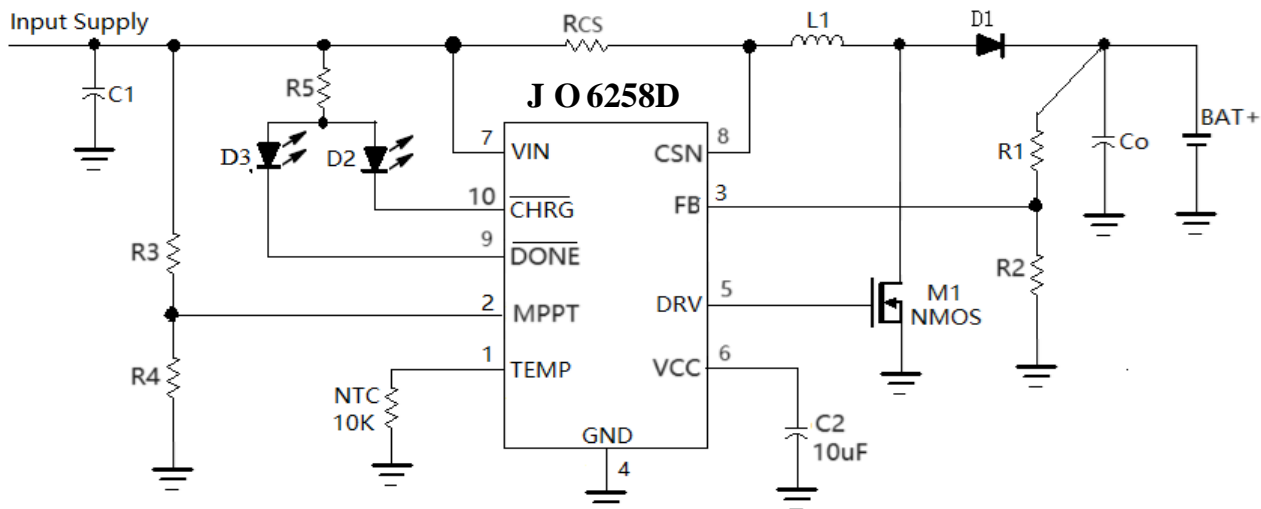 Input Supply
RCS
L1
D1
C1
R5
J O 6258D
BAT+
D3
D2
7
VIN
CSN
8
R1
Co
10
CHRG
FB
3
9
DONE
R3
R2
2
MPPT
DRV
5
M1
NMOS
1
TEMP
VCC
6
R4
NTC
10K
C2
10uF
GND
4